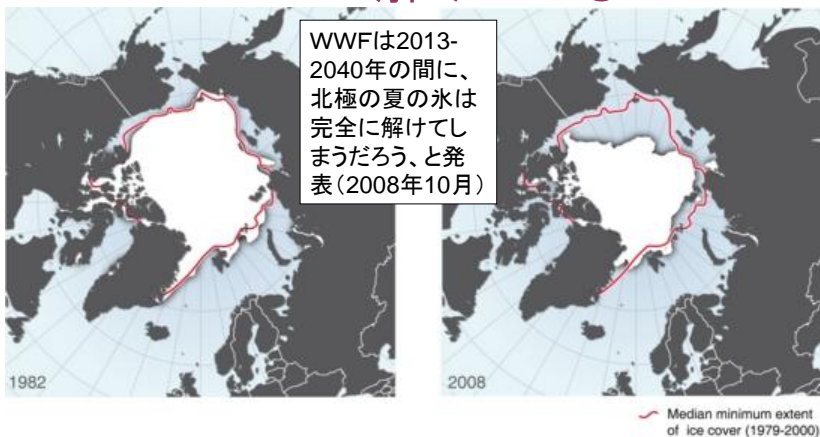 WWFは2013-
2040年の間に、
北極の夏の氷は
完全に解けてし
まうだろう、と発
表(2008年10月)
1982
2008
Median minimum extent
of ice cover (1979-2000)